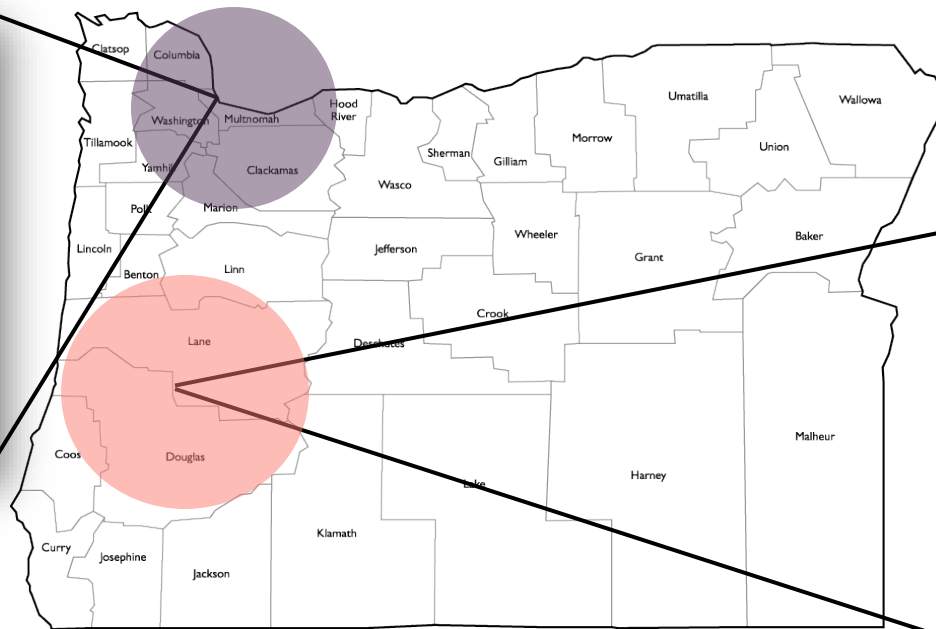 Clatsop
Columbia
Washington
Multnomah
Hood
River
Tillamook
Yamhill
Clackamas
Polk
Marion
Wasco
Sherman
Gilliam
Morrow
Umatilla
Union
Wallowa
Lincoln
Benton
Linn
Jefferson
Wheeler
Grant
Baker
Lane
Deschutes
Crook
Coos
Douglas
Lake
Harney
Malheur
Curry
Josephine
Jackson
Klamath